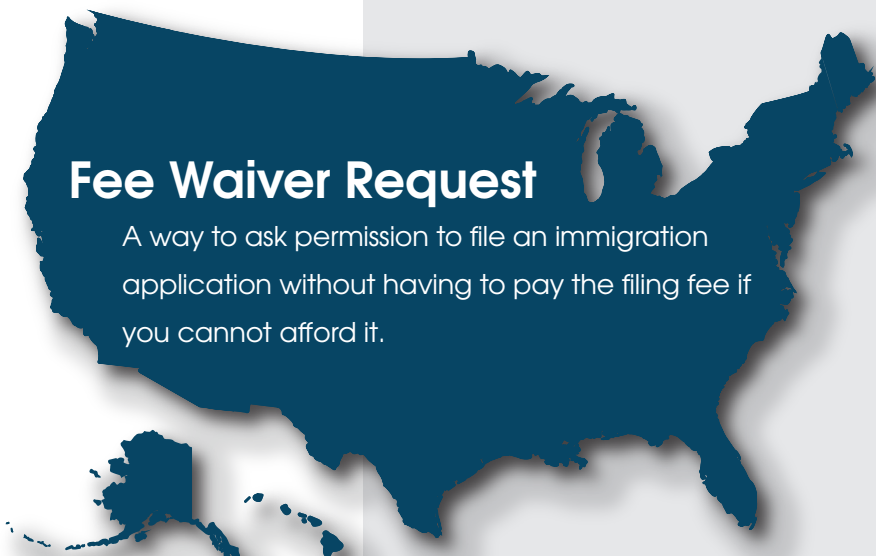 Fee Waiver Request
A way to ask permission to file an immigration
application without having to pay the filing fee if
you cannot afford it.